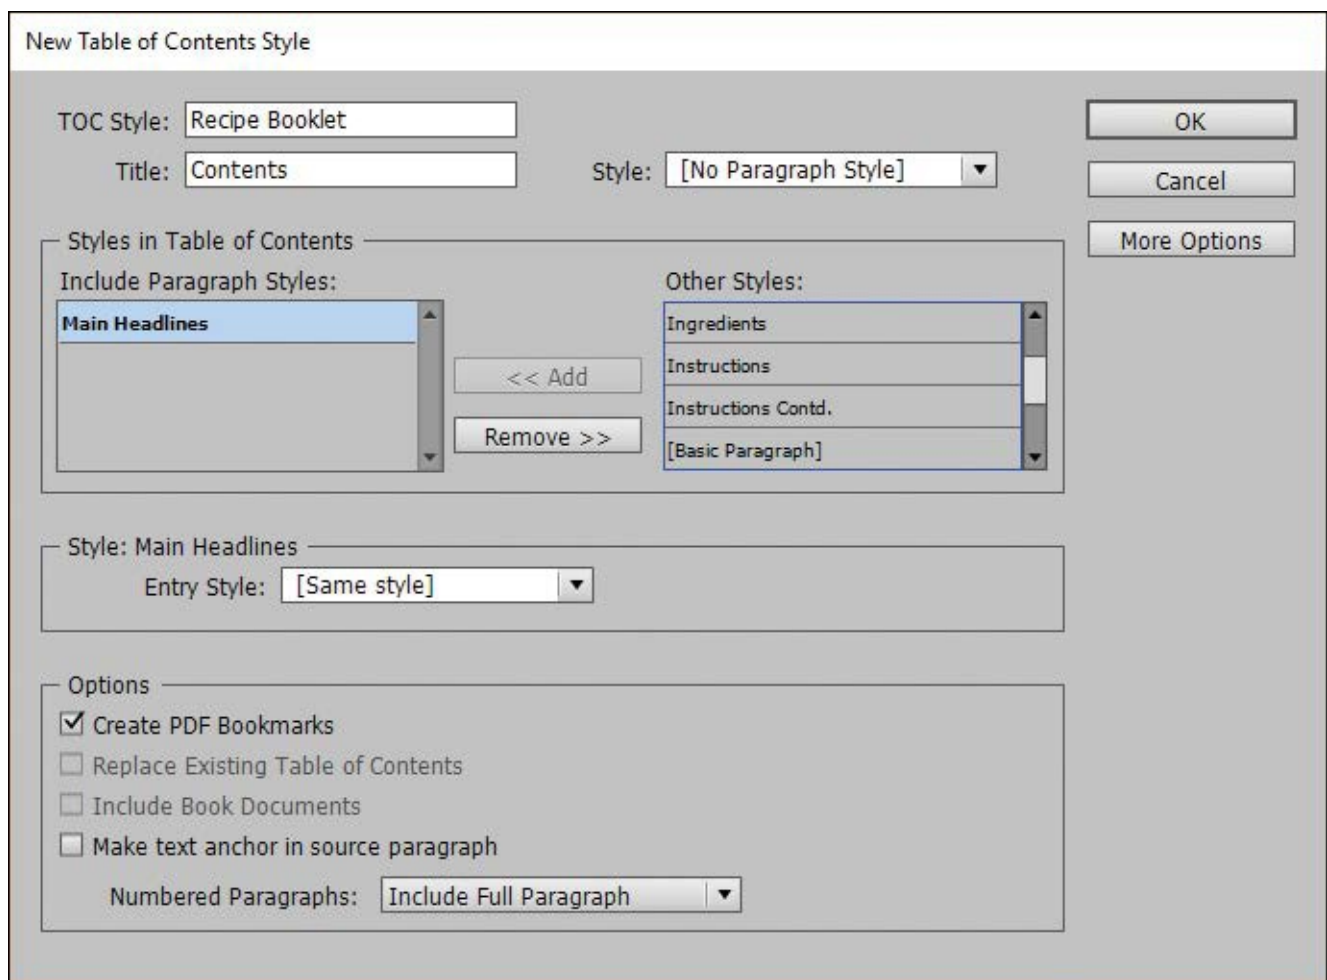 New Table of Contents Style
TOC Style: Recipe Booklet
OK
Title: Contents Style: [No Paragraph Style]
Cancel
Styles in Table of Contents
More Options
Include Paragraph Styles: Other Styles:
Main Headlines Ingredients
Instructions
<< Add
Instructions Contd.
Remove >>
[Basic Paragraph]
Style: Main Headlines
Entry Style: [Same style]
Options
Create PDF Bookmarks
Replace Existing Table of Contents
Include Book Documents
Make text anchor in source paragraph
Numbered Paragraphs: Include Full Paragraph